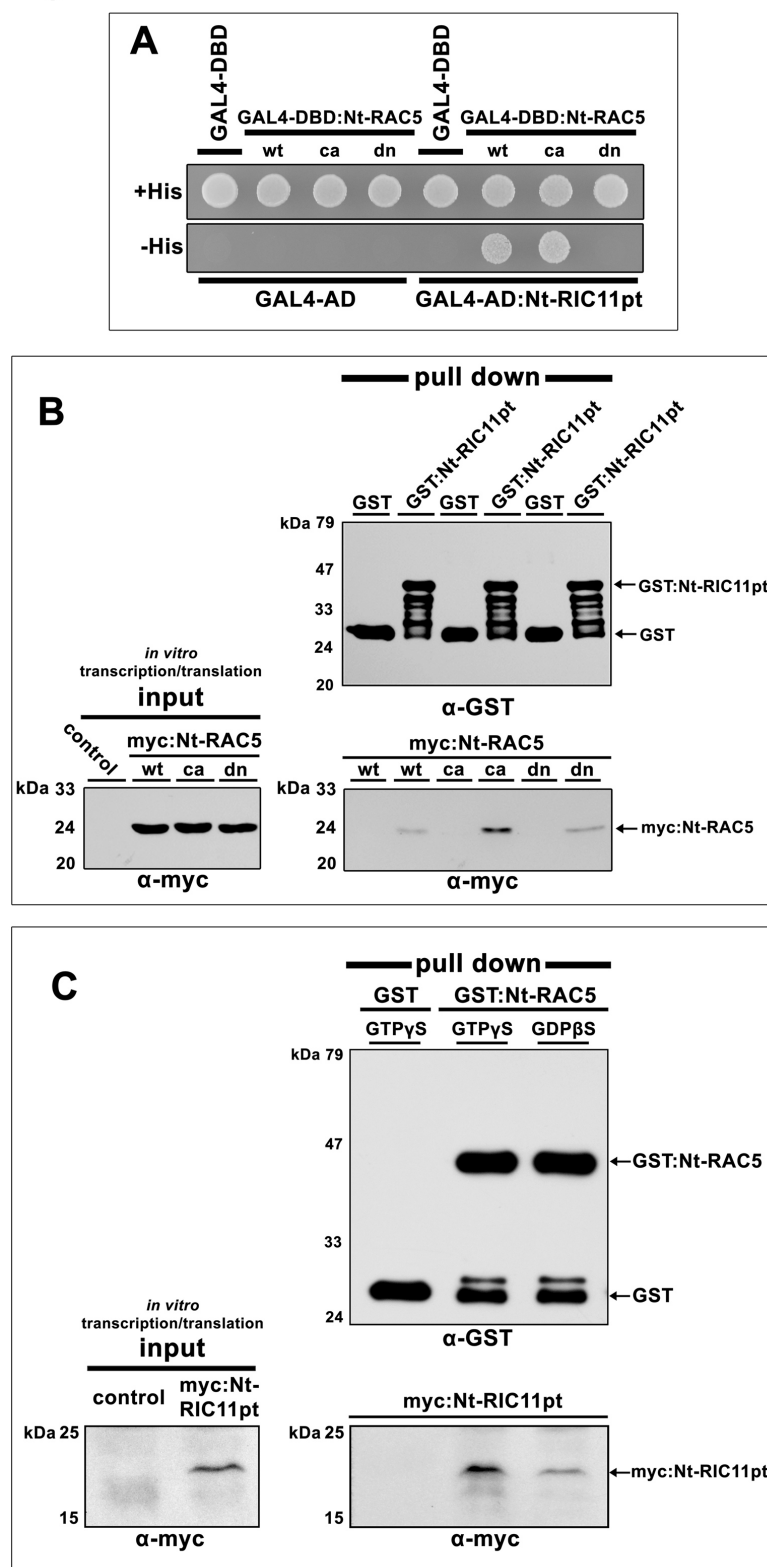 A
GAL4-DBD
GAL4-DBD
GAL4-DBD:Nt-RAC5
GAL4-DBD:Nt-RAC5
wt ca dn wt ca dn
+His
-His
GAL4-AD GAL4-AD:Nt-RIC11pt
B
pull down
GST GST:Nt-RIC11pt GST GST:Nt-RIC11pt GST GST:Nt-RIC11pt
kDa 79
47
33
24
20
GST:Nt-RIC11pt
GST
α-GST
in vitro
transcription/translation
input
control
myc:Nt-RAC5
wt ca dn
kDa 33
24
20
α-myc
myc:Nt-RAC5
wt wt ca ca dn dn
kDa 33
24
20
myc:Nt-RAC5
α-myc
C
pull down
GST GST:Nt-RAC5
GTPγS GTPγS GDPβS
kDa 79
47
33
24
GST:Nt-RAC5
GST
α-GST
in vitro
transcription/translation
input
control
myc:Nt-
RIC11pt
kDa 25
15
α-myc
myc:Nt-RIC11pt
kDa 25
15
myc:Nt-RIC11pt
α-myc